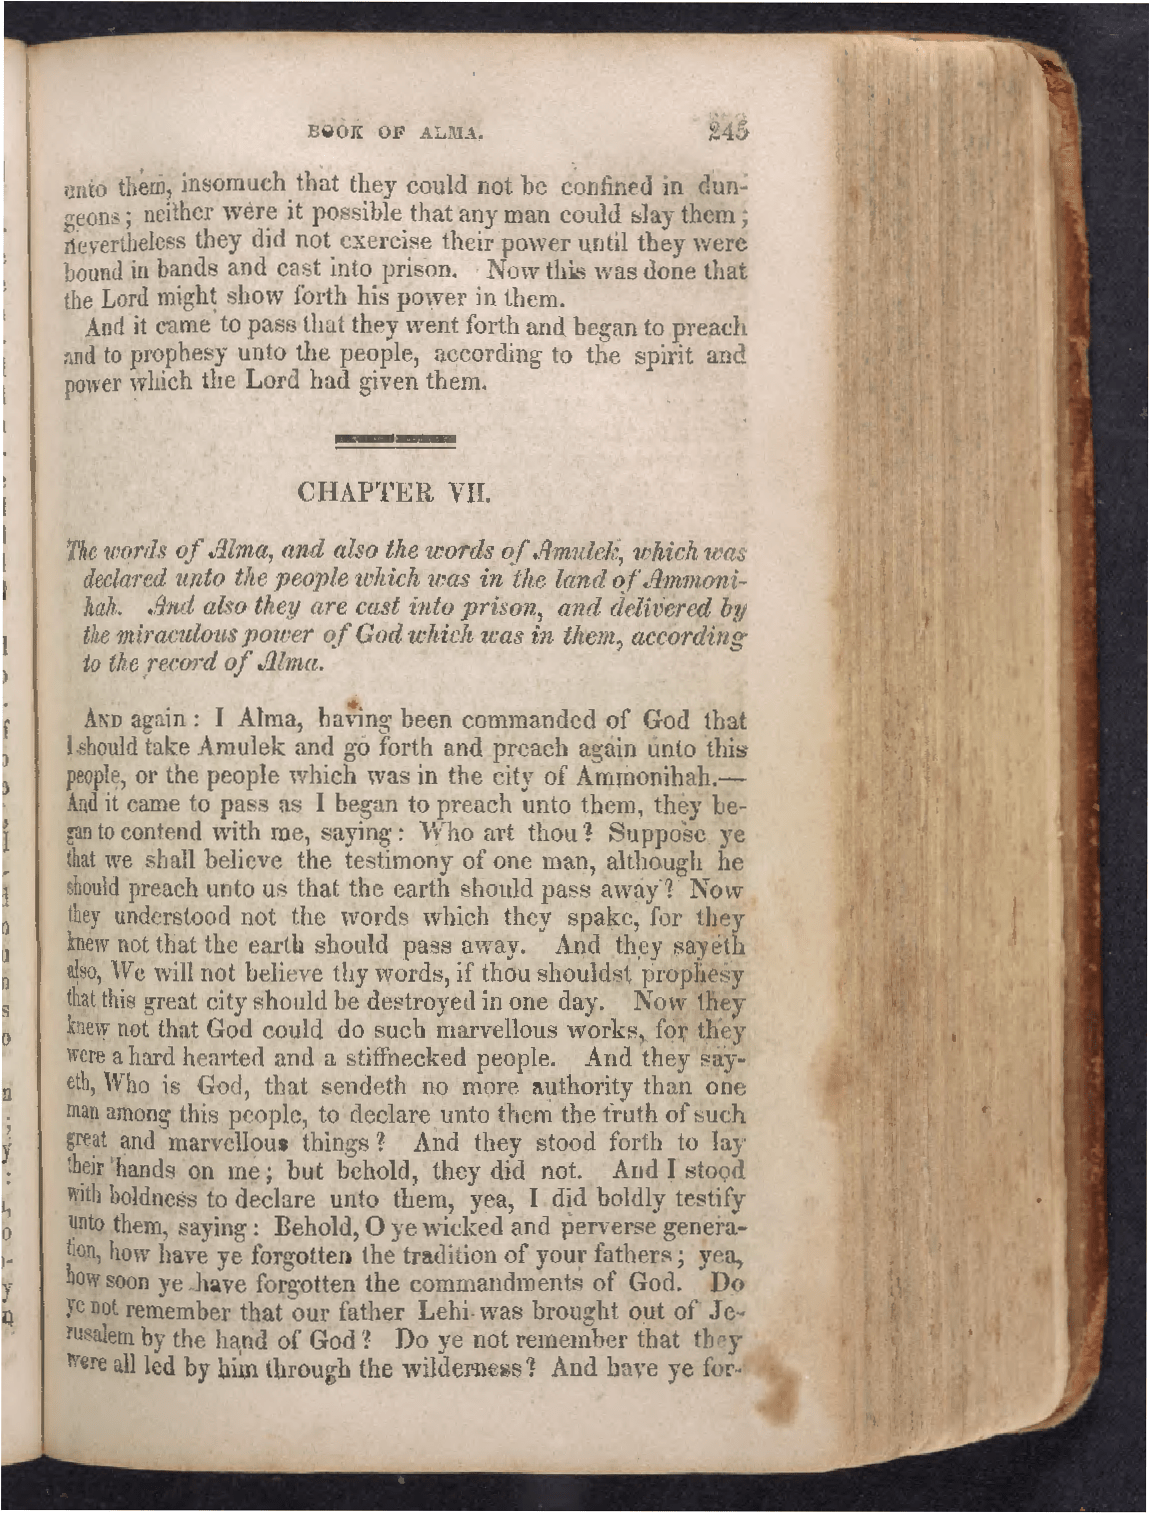 BOOK OF ALMA. 245
unto them, insomuch that they could not be confined in dun-
geons; neither were it possible that any man could slay them;
nevertheless they did not exercise their power until they were
bound in bands and cast into prison. Now this was done that
the Lord might show forth his power in them.
And it came to pass that they went forth and began to preach
and to prophesy unto the people, according to the spirit and
power which the Lord had given them.
CHAPTER VII.
The words of Alma, and also the words of Amulek, which was
declared unto the people which was in the land of Ammoni-
hah. And also they are cast into prison, and delivered by
the miraculous power of God which was in them, according
to the record of Alma.
AND again: I Alma, having been commanded of God that
I should take Amulek and go forth and preach again unto this
people, or the people which was in the city of Ammonihah.—
And it came to pass as I began to preach unto them, they be-
gan to contend with me, saying: Who art thou? Suppose ye
that we shall believe the testimony of one man, although he
should preach unto us that the earth should pass away? Now
they understood not the words which they spake, for they
knew not that the earth should pass away. And they sayeth
also, We will not believe thy words, if thou shouldst prophesy
that this great city should be destroyed in one day. Now they
knew not that God could do such marvellous works, for they
were a hard hearted and a stiffnecked people. And they say-
eth, Who is God, that sendeth no more authority than one
man among this people, to declare unto them the truth of such
great and marvellous things? And they stood forth to lay
their hands on me; but behold, they did not. And I stood
with boldness to declare unto them, yea, I did boldly testify
unto them, saying: Behold, O ye wicked and perverse genera-
tion, how have ye forgotten the tradition of your fathers; yea,
how soon ye have forgotten the commandments of God. Do
ye not remember that our father Lehi was brought out of Je-
rusalem by the hand of God? Do ye not remember that they
were all led by him through the wilderness? And have ye for-